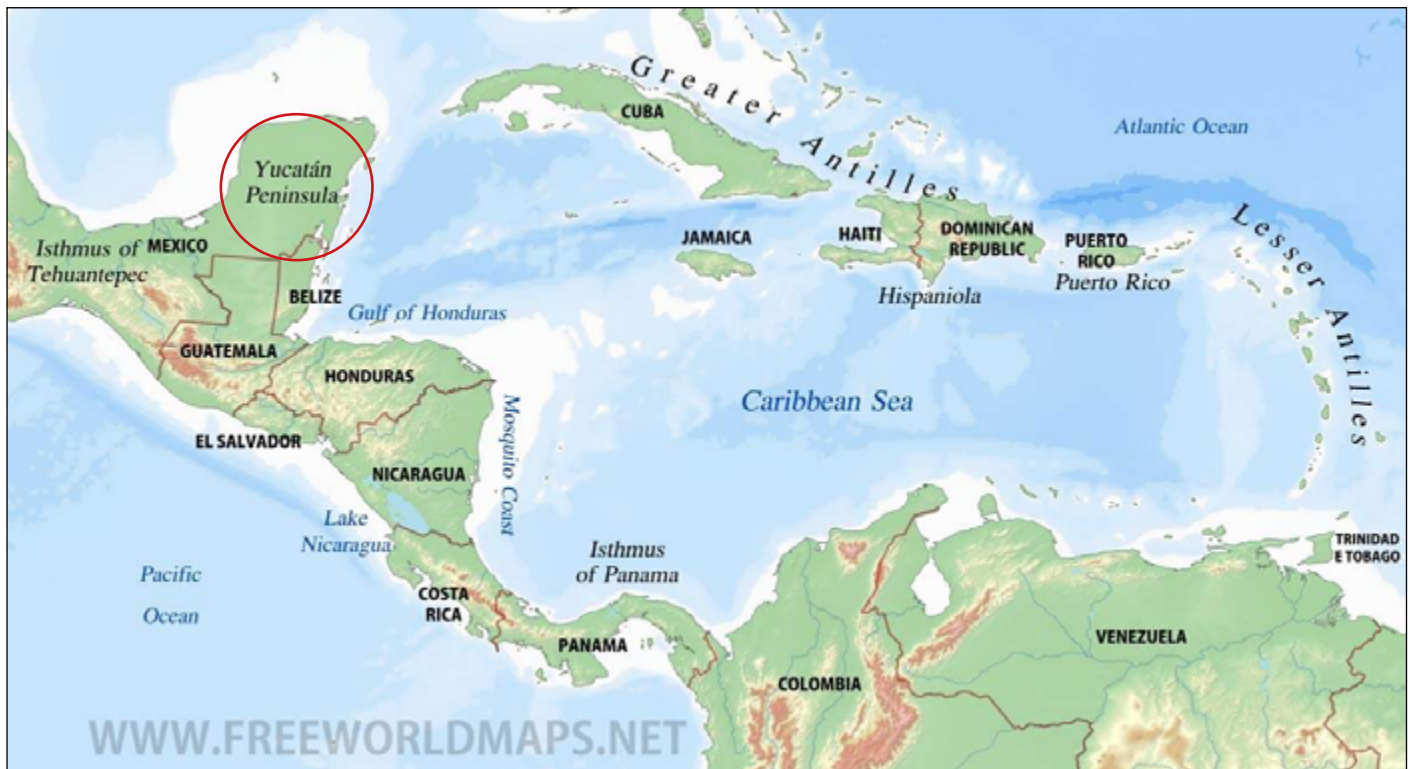 Greater Antilles
CUBA
Atlantic Ocean
Yucatán
Peninsula
Lesser Antilles
Isthmus of
Tehuantepec
MEXICO
JAMAICA
HAITI
DOMINICAN
REPUBLIC
PUERTO
RICO
Puerto Rico
Hispaniola
BELIZE
Gulf of Honduras
GUATEMALA
HONDURAS
Caribbean Sea
EL SALVADOR
NICARAGUA
Mosquito Coast
Lake
Nicaragua
Isthmus
of Panama
TRINIDAD
E TOBAGO
Pacific
Ocean
COSTA
RICA
PANAMA
VENEZUELA
COLOMBIA
WWW.FREEWORLDMAPS.NET